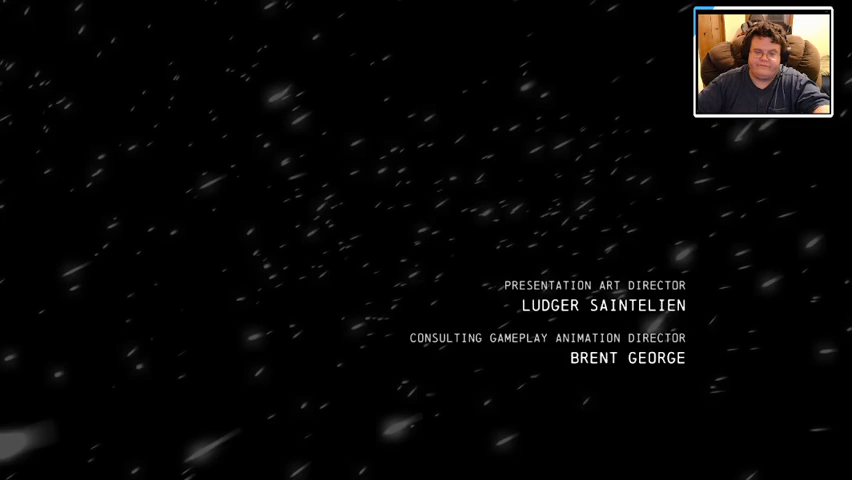 PRESENTATION ART DIRECTOR
LUDGER SAINTELIEN
CONSULTING GAMEPLAY ANIMATION DIRECTOR
BRENT GEORGE